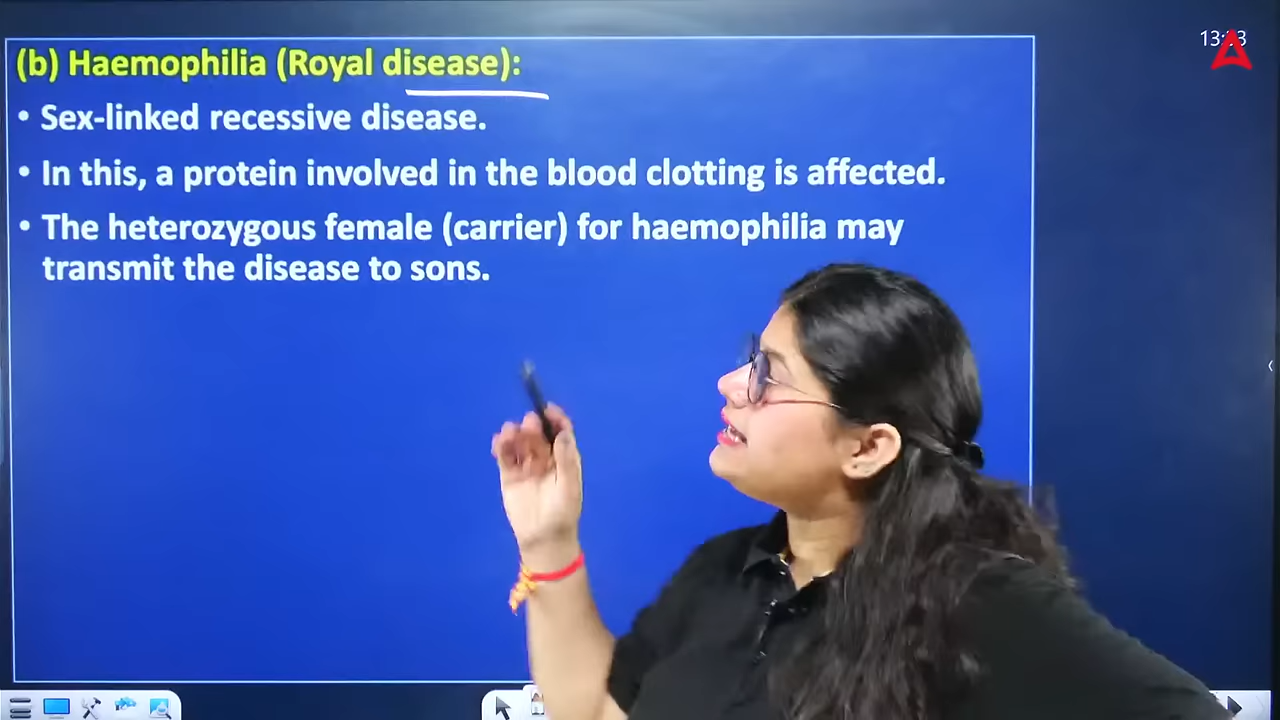 (b) Haemophilia (Royal disease):
• Sex-linked recessive disease.
• In this, a protein involved in the blood clotting is affected.
• The heterozygous female (carrier) for haemophilia may
transmit the disease to sons.